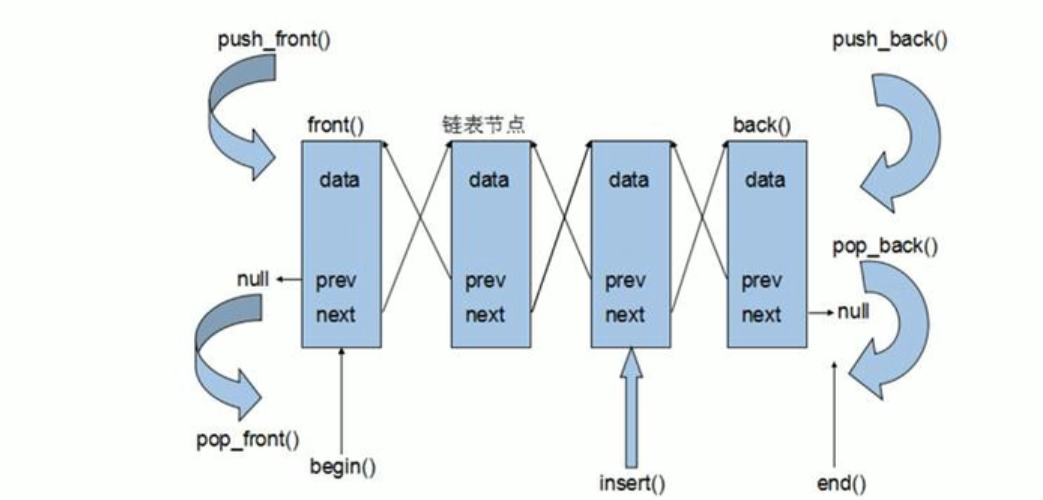 push_front()
push_back()
front()
链表节点
back()
data
data
data
data
pop_back()
null
prev
prev
prev
prev
next
next
next
next
null
pop_front()
begin()
insert()
end()